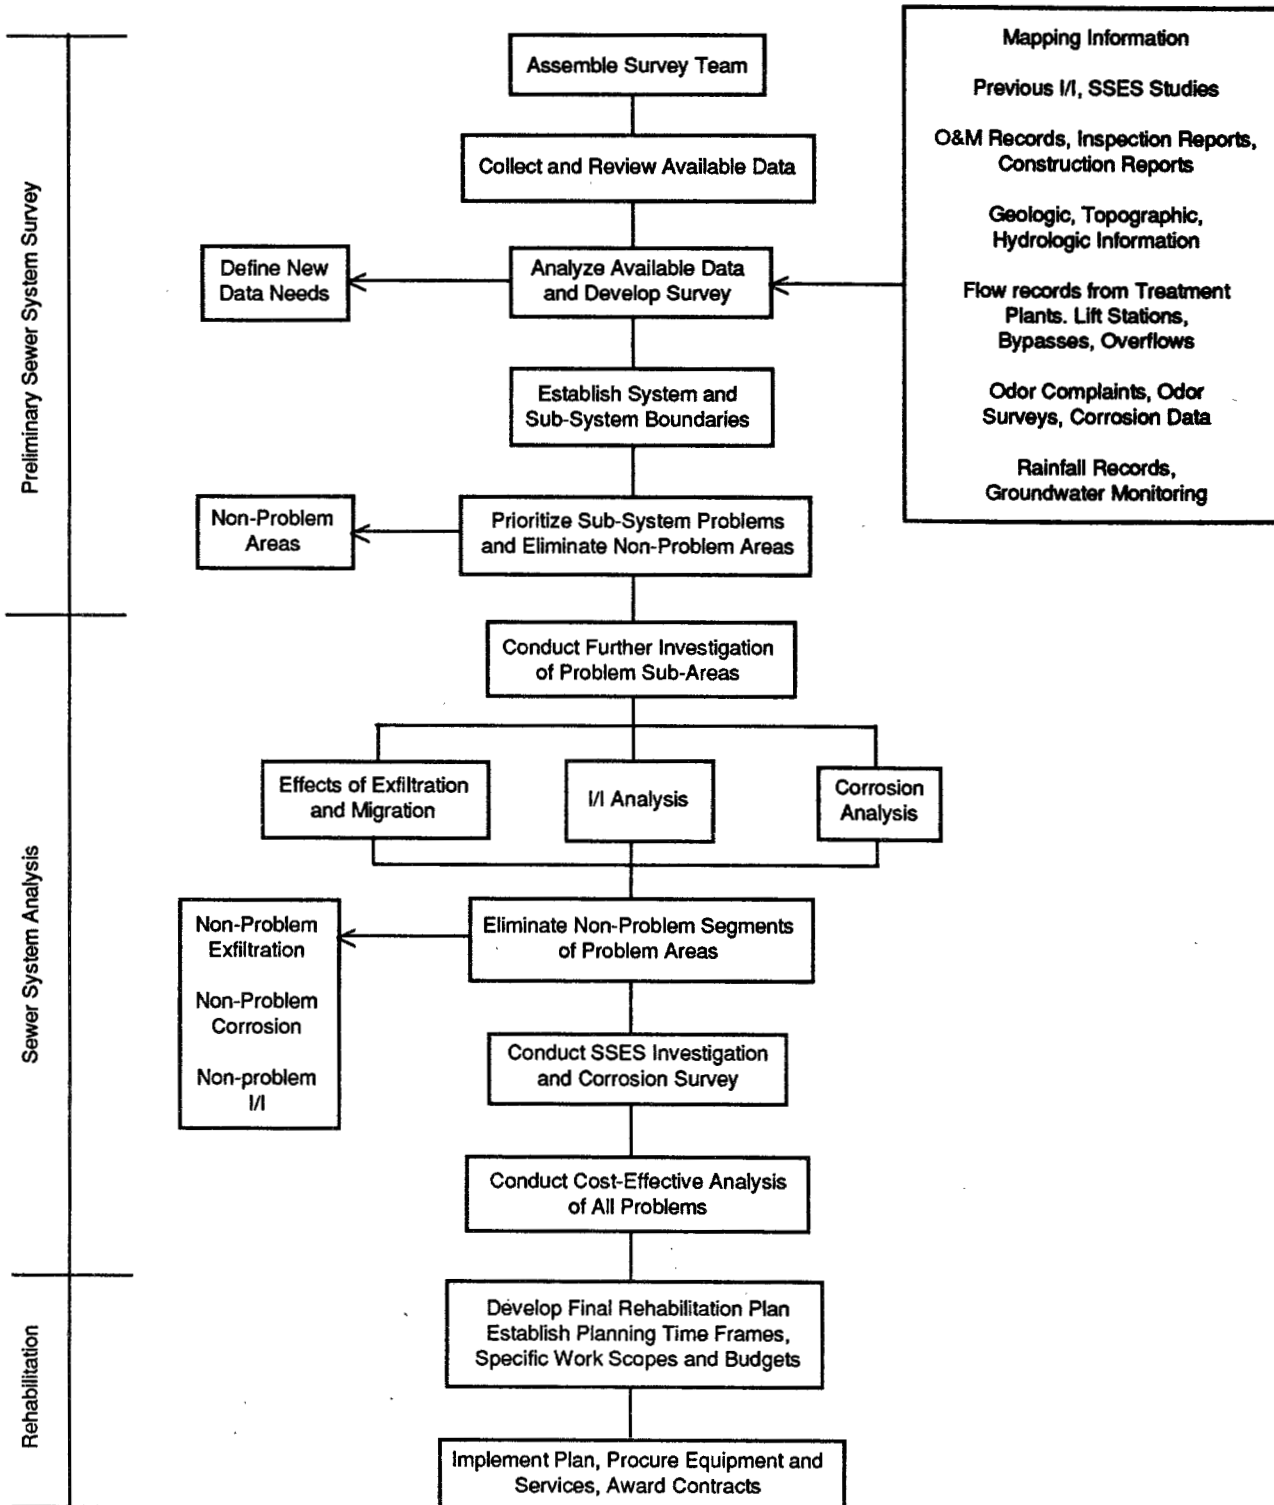 Preliminary Sewer System Survey
Assemble Survey Team
Collect and Review Available Data
Analyze Available Data
and Develop Survey
Define New
Data Needs
Mapping Information
Previous I/I, SSES Studies
O&M Records, Inspection Reports,
Construction Reports
Geologic, Topographic,
Hydrologic Information
Flow records from Treatment
Plants. Lift Stations,
Bypasses, Overflows
Odor Complaints, Odor
Surveys, Corrosion Data
Rainfall Records,
Groundwater Monitoring
Establish System and
Sub-System Boundaries
Prioritize Sub-System Problems
and Eliminate Non-Problem Areas
Non-Problem
Areas
Sewer System Analysis
Conduct Further Investigation
of Problem Sub-Areas
Effects of Exfiltration
and Migration
I/I Analysis
Corrosion
Analysis
Eliminate Non-Problem Segments
of Problem Areas
Non-Problem
Exfiltration
Non-Problem
Corrosion
Non-problem
I/I
Conduct SSES Investigation
and Corrosion Survey
Conduct Cost-Effective Analysis
of All Problems
Rehabilitation
Develop Final Rehabilitation Plan
Establish Planning Time Frames,
Specific Work Scopes and Budgets
Implement Plan, Procure Equipment and
Services, Award Contracts